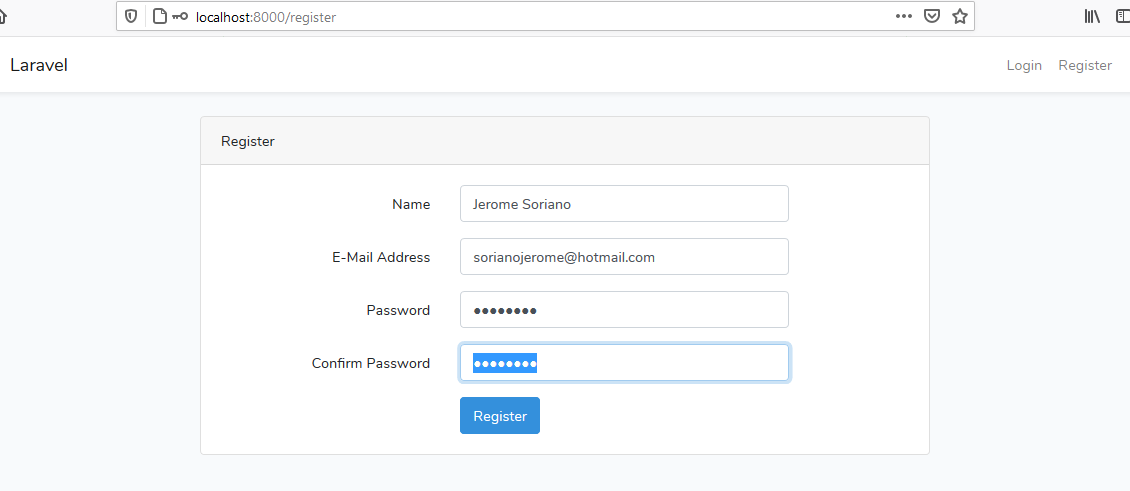 localhost:8000/register
Laravel Login Register
Register
Name Jerome Soriano
E-Mail Address sorianojerome@hotmail.com
Password ●●●●●●●●
Confirm Password ●●●●●●●●
Register